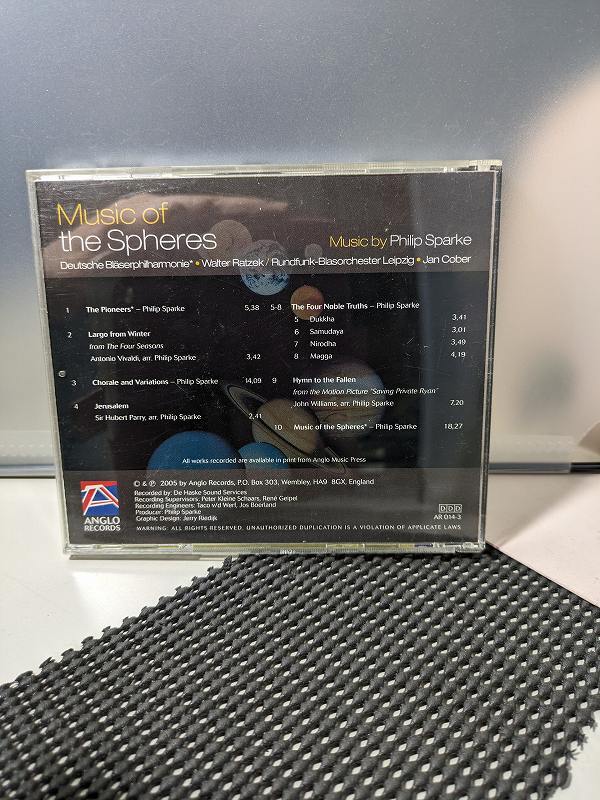 Music of
the Spheres
Music by Philip Sparke
Deutsche Bläserphilharmonie* • Walter Ratzek / Rundfunk-Blasorchester Leipzig • Jan Cober
1 The Pioneers* – Philip Sparke 5,38
2 Largo from Winter
from The Four Seasons
Antonio Vivaldi, arr. Philip Sparke 3,42
3 Chorale and Variations – Philip Sparke 14,09
4 Jerusalem
Sir Hubert Parry, arr. Philip Sparke 2,41
5-8 The Four Noble Truths – Philip Sparke
5 Dukkha 3,41
6 Samudaya 3,01
7 Nirodha 3,49
8 Magga 4,19
9 Hymn to the Fallen
from the Motion Picture "Saving Private Ryan"
John Williams, arr. Philip Sparke 7,20
10 Music of the Spheres* – Philip Sparke 18,27
All works recorded are available in print from Anglo Music Press
© & ℗ 2005 by Anglo Records, P.O. Box 303, Wembley, HA9 8GX, England
Recorded by: De Haske Sound Services
Recording Supervisors: Peter Kleine Schaars, René Geipel
Recording Engineers: Taco v/d Werf, Jos Boerland
Producer: Philip Sparke
Graphic Design: Jerry Riedijk
WARNING: ALL RIGHTS RESERVED. UNAUTHORIZED DUPLICATION IS A VIOLATION OF APPLICATE LAWS
ANGLO
RECORDS
DDD
AR 014-3